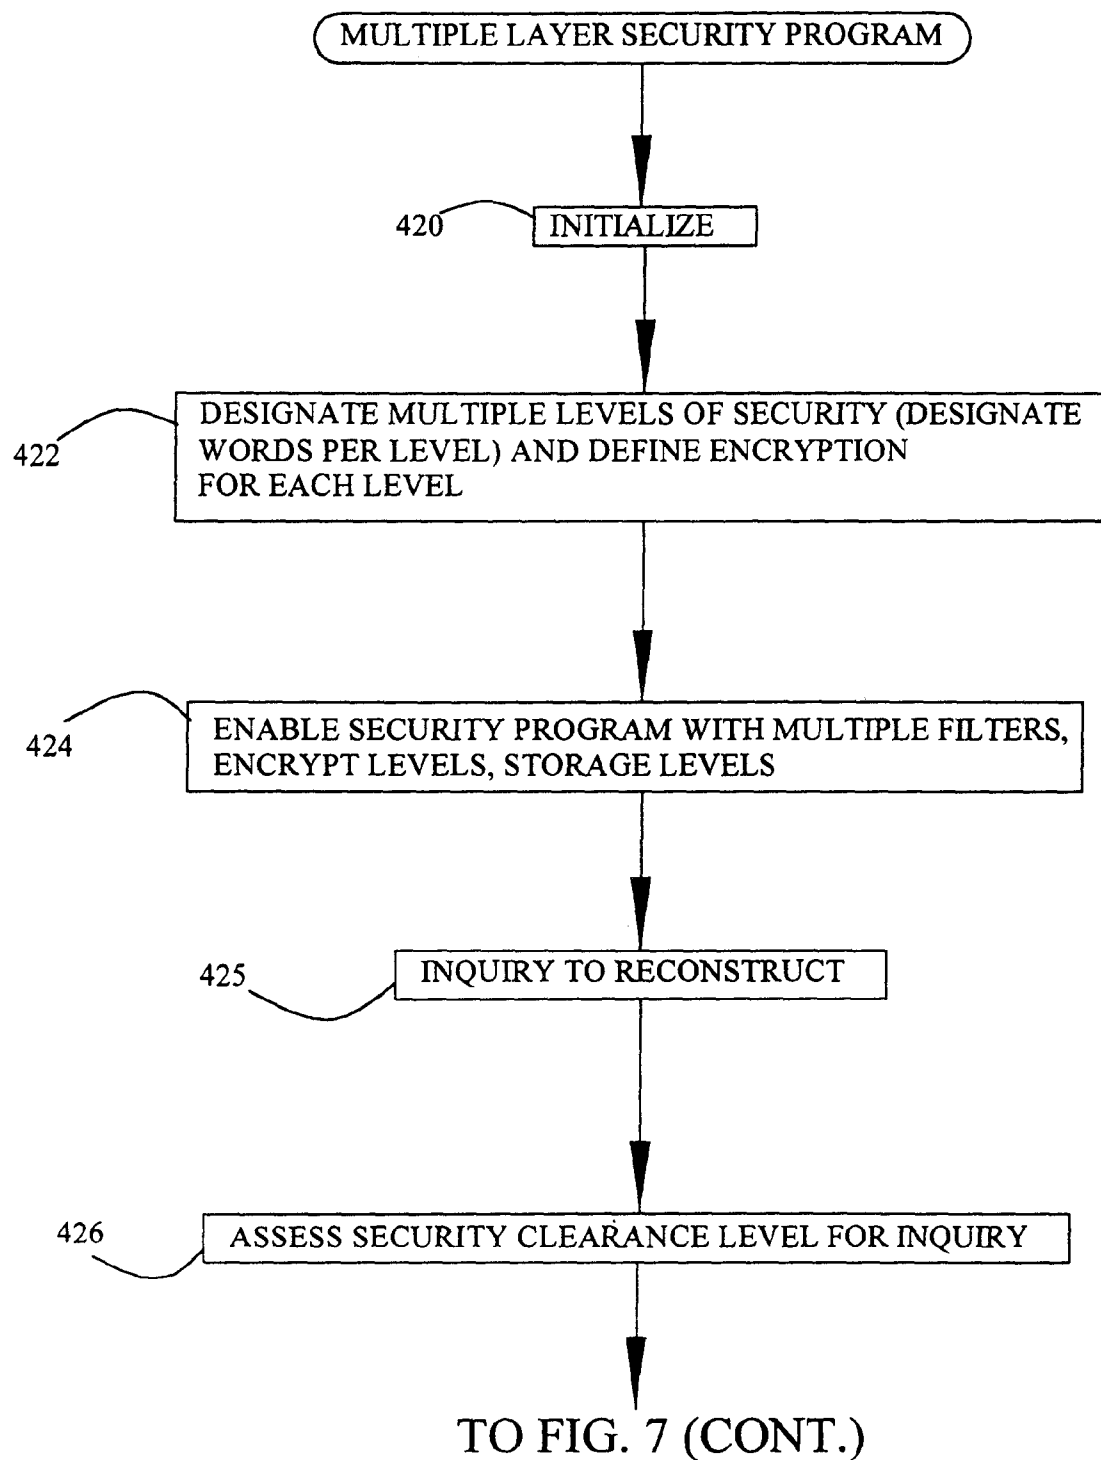 MULTIPLE LAYER SECURITY PROGRAM
420
INITIALIZE
422
DESIGNATE MULTIPLE LEVELS OF SECURITY (DESIGNATE
WORDS PER LEVEL) AND DEFINE ENCRYPTION
FOR EACH LEVEL
424
ENABLE SECURITY PROGRAM WITH MULTIPLE FILTERS,
ENCRYPT LEVELS, STORAGE LEVELS
425
INQUIRY TO RECONSTRUCT
426
ASSESS SECURITY CLEARANCE LEVEL FOR INQUIRY
TO FIG. 7 (CONT.)